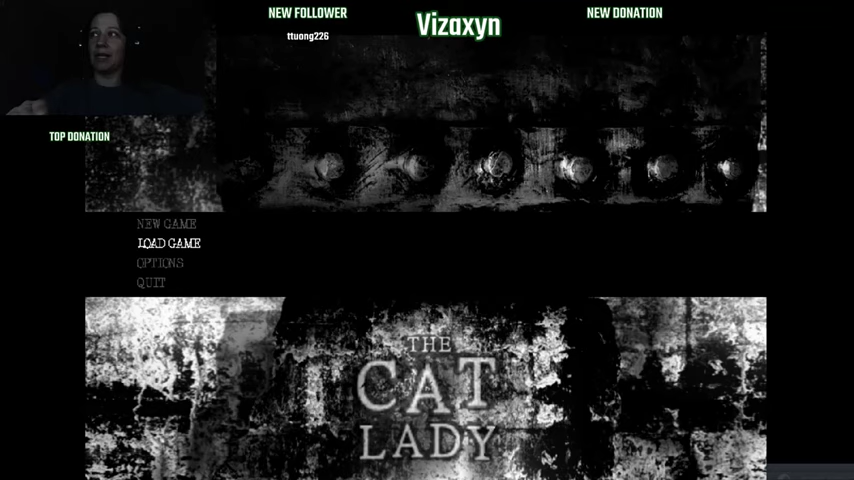 NEW FOLLOWER
ttuong226
Vizaxyn
NEW DONATION
TOP DONATION
NEW GAME
LOAD GAME
OPTIONS
QUIT
THE
CAT
LADY